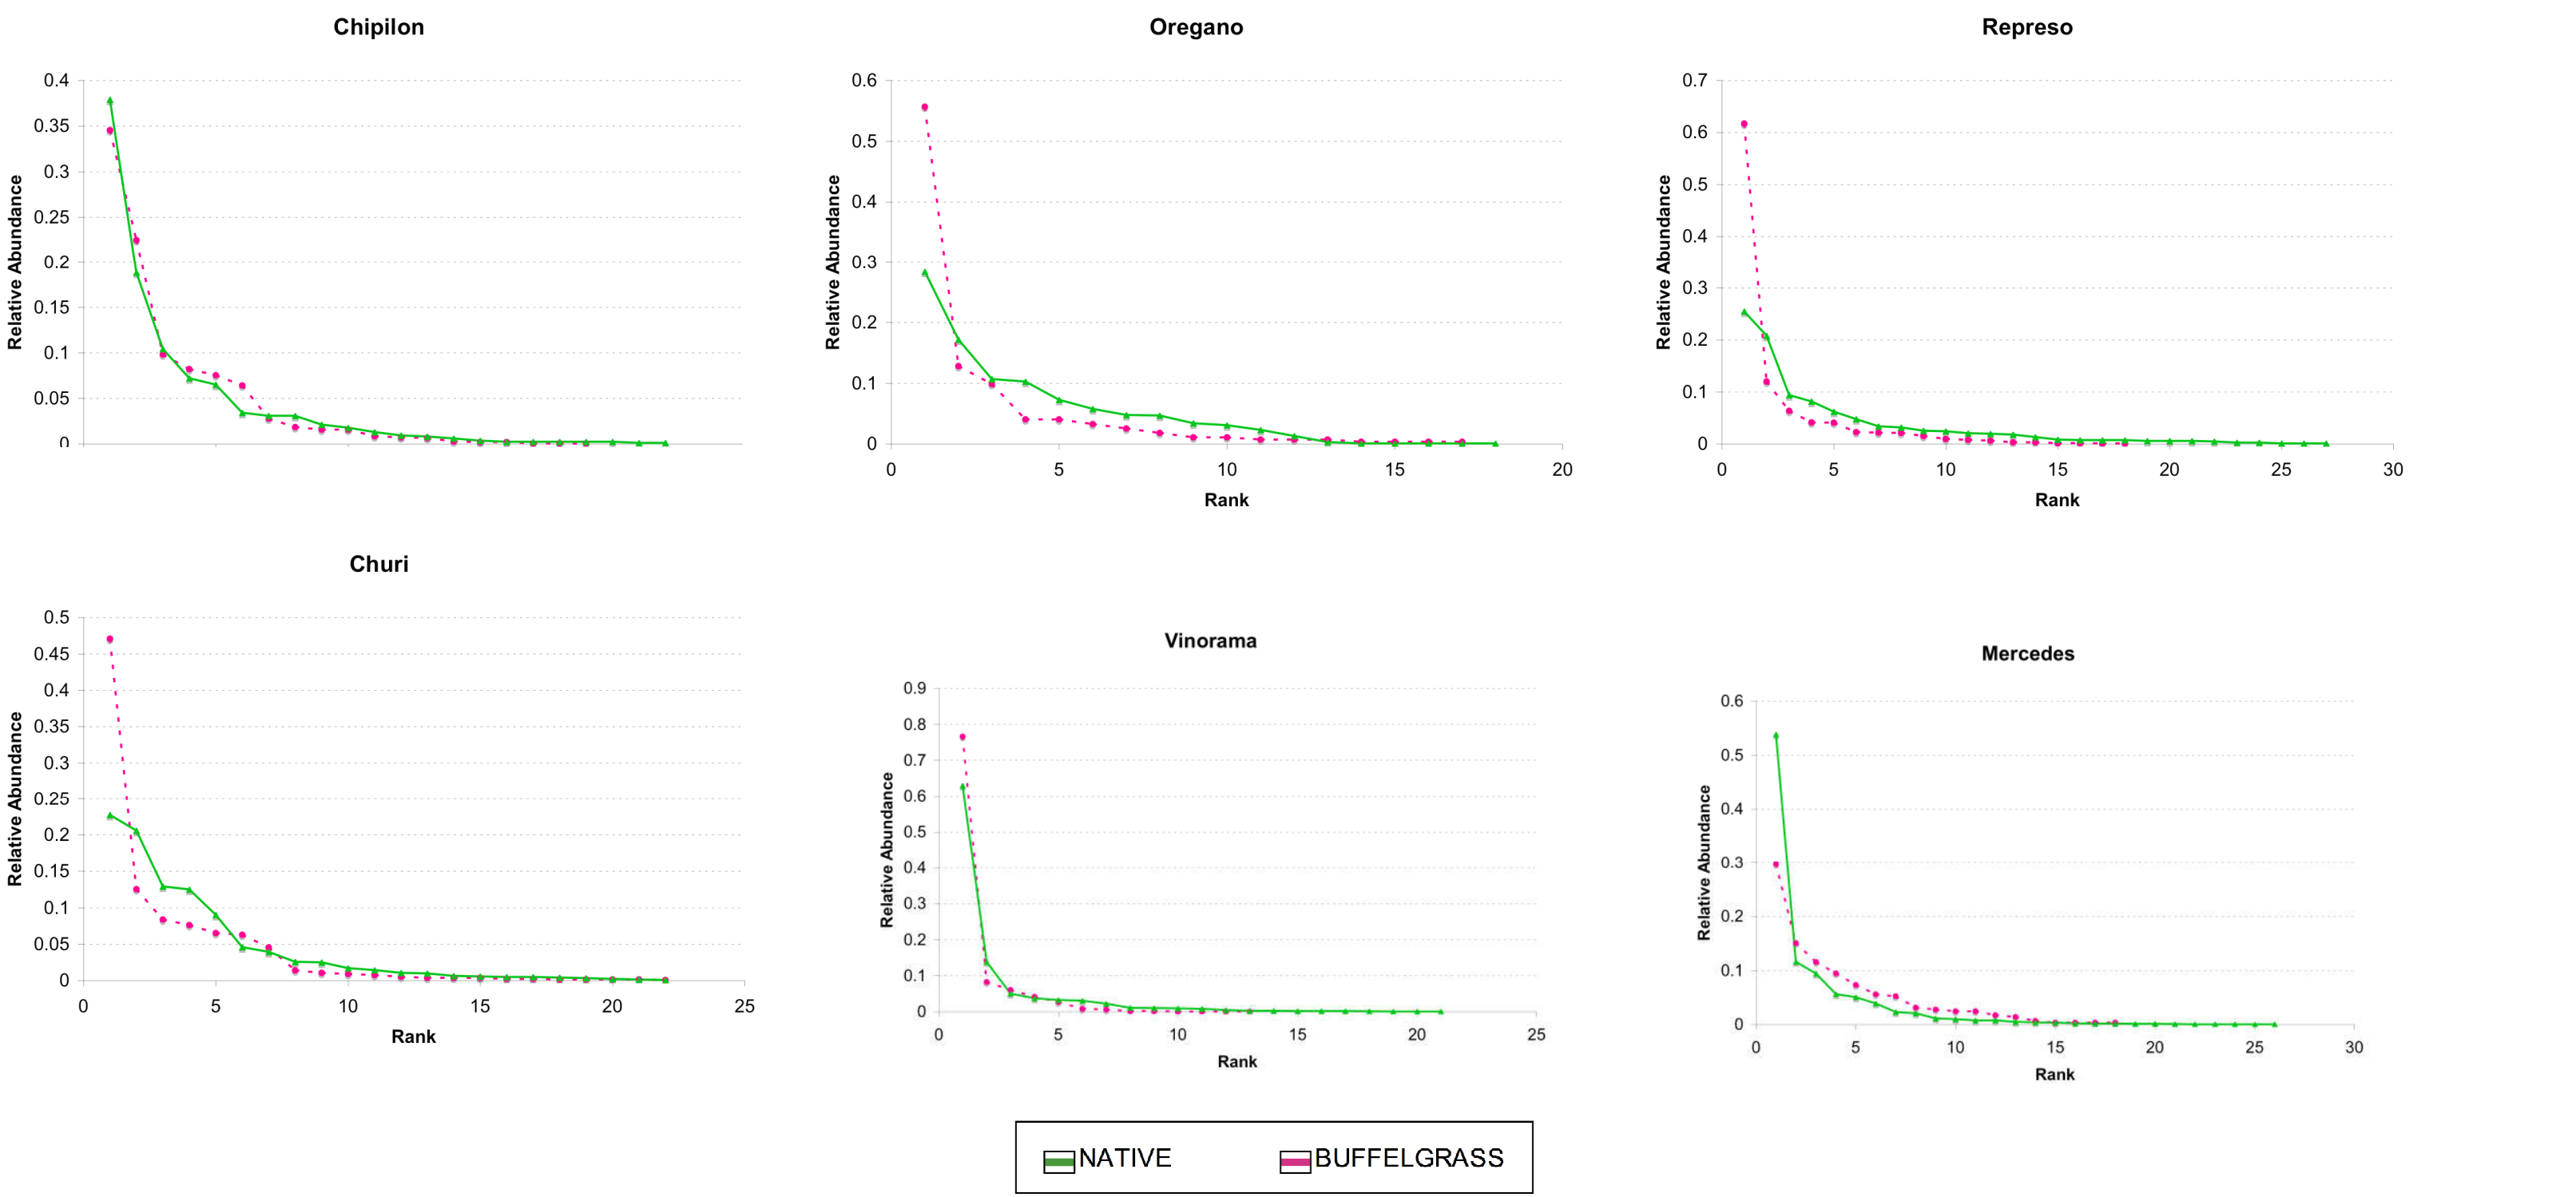 Chipilon
0.4
0.35
0.3
0.25
0.2
0.15
0.1
0.05
0
Relative Abundance
Oregano
0.6
0.5
0.4
0.3
0.2
0.1
0
Relative Abundance
0 5 10 15 20
Rank
Represo
0.7
0.6
0.5
0.4
0.3
0.2
0.1
0
Relative Abundance
0 5 10 15 20 25 30
Rank
Churi
0.5
0.45
0.4
0.35
0.3
0.25
0.2
0.15
0.1
0.05
0
Relative Abundance
0 5 10 15 20 25
Rank
Vinorama
0.9
0.8
0.7
0.6
0.5
0.4
0.3
0.2
0.1
0
Relative Abundance
0 5 10 15 20 25
Rank
Mercedes
0.6
0.5
0.4
0.3
0.2
0.1
0
Relative Abundance
0 5 10 15 20 25 30
Rank
NATIVE BUFFELGRASS